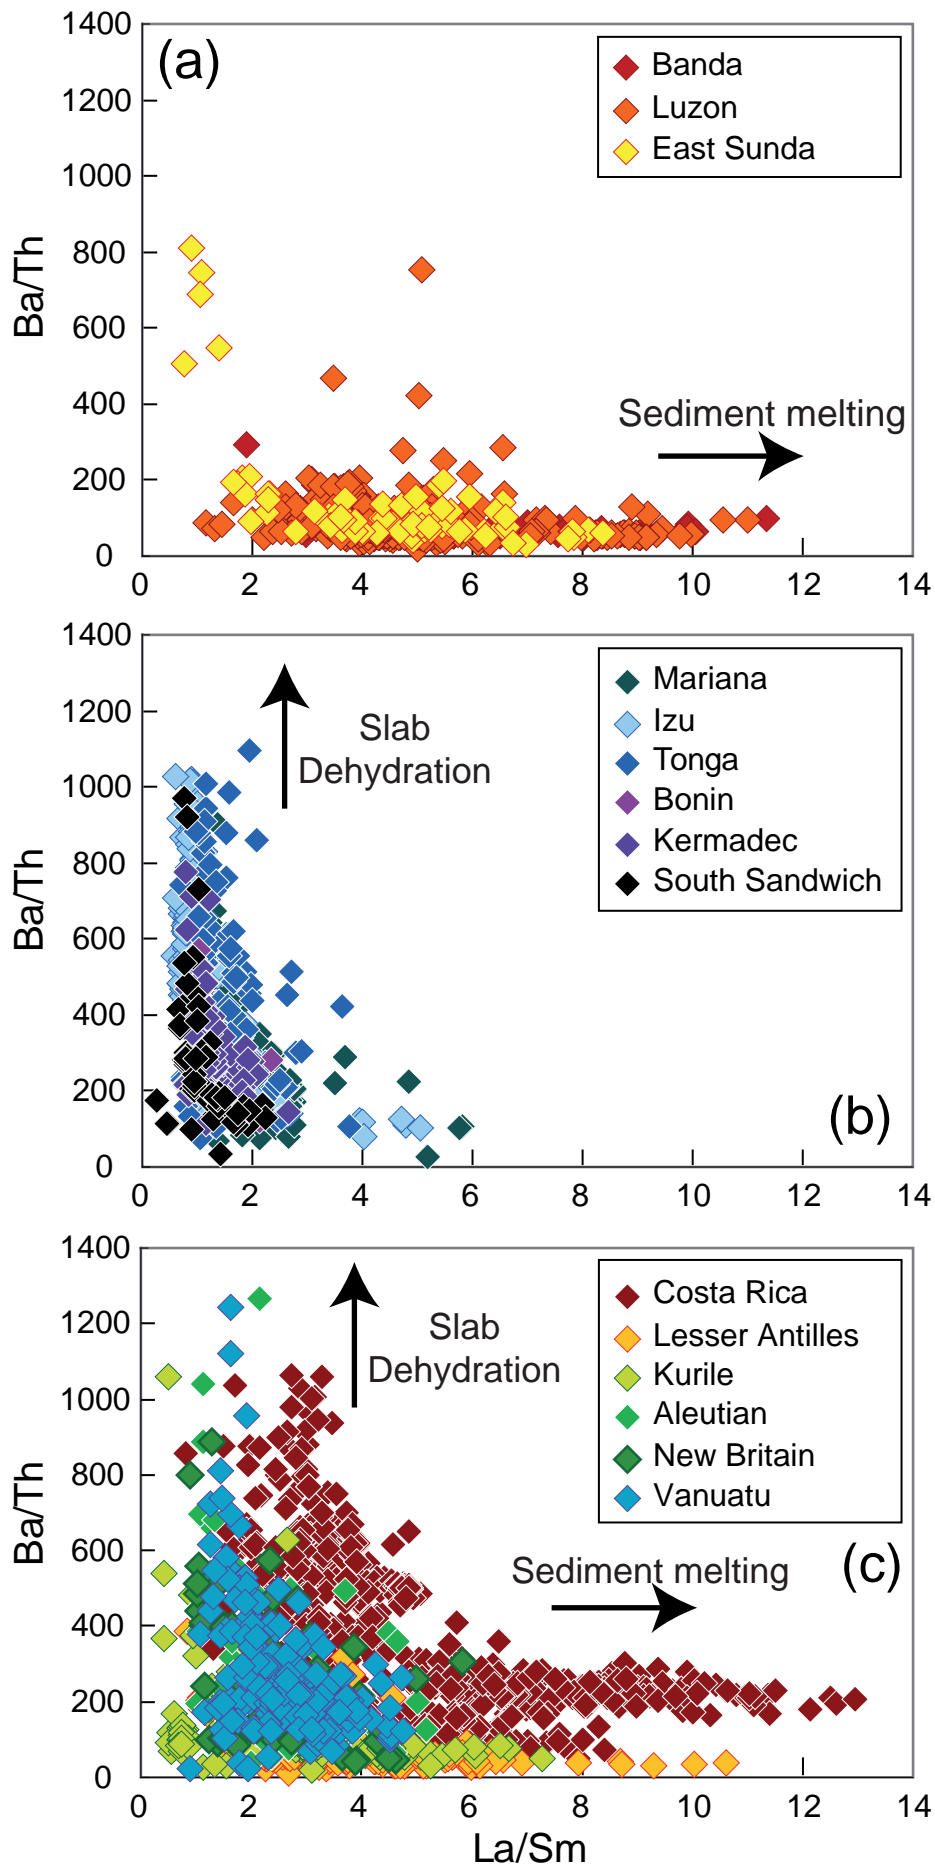 1400
(a)
Banda
1200
Luzon
East Sunda
1000
Ba/Th
800
600
400
Sediment melting
200
0
0 2 4 6 8 10 12 14
1400
Mariana
1200
Slab
Dehydration
Izu
Tonga
1000
Bonin
Kermadec
South Sandwich
Ba/Th
800
600
400
200
(b)
0
0 2 4 6 8 10 12 14
1400
Costa Rica
1200
Slab
Dehydration
Lesser Antilles
Kurile
1000
Aleutian
New Britain
Vanuatu
Ba/Th
800
600
Sediment melting
(c)
400
200
0
0 2 4 6 8 10 12 14
La/Sm